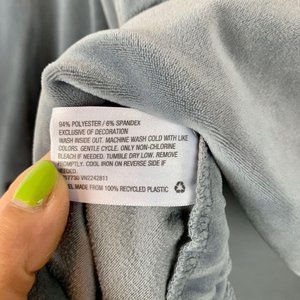 94% POLYESTER / 6% SPANDEX
EXCLUSIVE OF DECORATION
WASH INSIDE OUT. MACHINE WASH COLD WITH LIKE
COLORS. GENTLE CYCLE. ONLY NON-CHLORINE
BLEACH IF NEEDED. TUMBLE DRY LOW. REMOVE
PROMPTLY. COOL IRON ON REVERSE SIDE IF
NEEDED.
7730 VN2242811
MADE FROM 100% RECYCLED PLASTIC